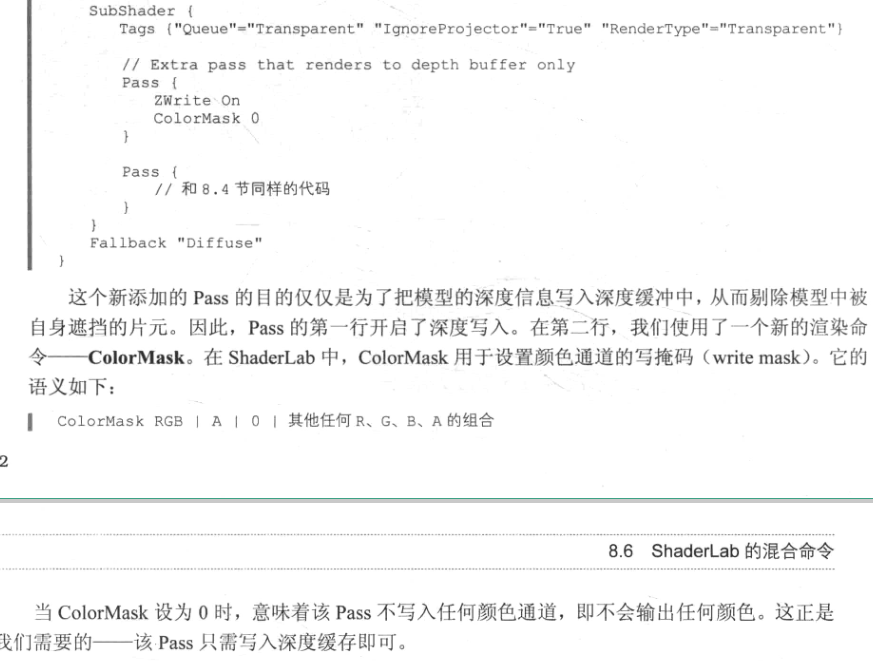 SubShader {
Tags {"Queue"="Transparent" "IgnoreProjector"="True" "RenderType"="Transparent"}
// Extra pass that renders to depth buffer only
Pass {
ZWrite On
ColorMask 0
}
Pass {
// 和 8.4 节同样的代码
}
}
Fallback "Diffuse"
}
这个新添加的 Pass 的目的仅仅是为了把模型的深度信息写入深度缓冲中，从而剔除模型中被
自身遮挡的片元。因此，Pass 的第一行开启了深度写入。在第二行，我们使用了一个新的渲染命
令——ColorMask。在 ShaderLab 中，ColorMask 用于设置颜色通道的写掩码（write mask）。它的
语义如下：
ColorMask RGB | A | 0 | 其他任何 R、G、B、A 的组合
2
8.6 ShaderLab 的混合命令
当 ColorMask 设为 0 时，意味着该 Pass 不写入任何颜色通道，即不会输出任何颜色。这正是
我们需要的——该 Pass 只需写入深度缓存即可。